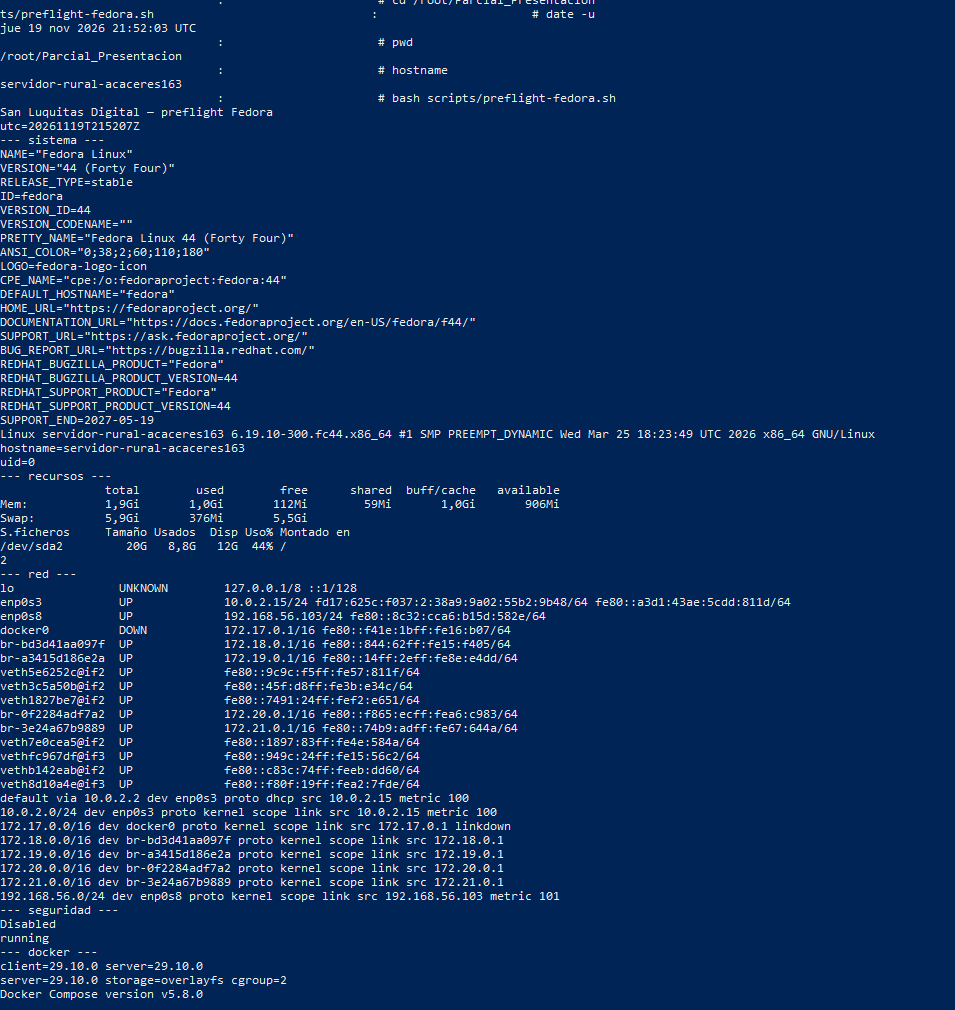 : # cd /root/Parcial_Presentacion
ts/preflight-fedora.sh : # date -u
jue 19 nov 2026 21:52:03 UTC
: # pwd
/root/Parcial_Presentacion
: # hostname
servidor-rural-acaceres163
: # bash scripts/preflight-fedora.sh
San Luquitas Digital — preflight Fedora
utc=20261119T215207Z
--- sistema ---
NAME="Fedora Linux"
VERSION="44 (Forty Four)"
RELEASE_TYPE=stable
ID=fedora
VERSION_ID=44
VERSION_CODENAME=""
PRETTY_NAME="Fedora Linux 44 (Forty Four)"
ANSI_COLOR="0;38;2;60;110;180"
LOGO=fedora-logo-icon
CPE_NAME="cpe:/o:fedoraproject:fedora:44"
DEFAULT_HOSTNAME="fedora"
HOME_URL="https://fedoraproject.org/"
DOCUMENTATION_URL="https://docs.fedoraproject.org/en-US/fedora/f44/"
SUPPORT_URL="https://ask.fedoraproject.org/"
BUG_REPORT_URL="https://bugzilla.redhat.com/"
REDHAT_BUGZILLA_PRODUCT="Fedora"
REDHAT_BUGZILLA_PRODUCT_VERSION=44
REDHAT_SUPPORT_PRODUCT="Fedora"
REDHAT_SUPPORT_PRODUCT_VERSION=44
SUPPORT_END=2027-05-19
Linux servidor-rural-acaceres163 6.19.10-300.fc44.x86_64 #1 SMP PREEMPT_DYNAMIC Wed Mar 25 18:23:49 UTC 2026 x86_64 GNU/Linux
hostname=servidor-rural-acaceres163
uid=0
--- recursos ---
total used free shared buff/cache available
Mem: 1,9Gi 1,0Gi 112Mi 59Mi 1,0Gi 906Mi
Swap: 5,9Gi 376Mi 5,5Gi
S.ficheros Tamaño Usados Disp Uso% Montado en
/dev/sda2 20G 8,8G 12G 44% /
2
--- red ---
lo UNKNOWN 127.0.0.1/8 ::1/128
enp0s3 UP 10.0.2.15/24 fd17:625c:f037:2:38a9:9a02:55b2:9b48/64 fe80::a3d1:43ae:5cdd:811d/64
enp0s8 UP 192.168.56.103/24 fe80::8c32:cca6:b15d:582e/64
docker0 DOWN 172.17.0.1/16 fe80::f41e:1bff:fe16:b07/64
br-bd3d41aa097f UP 172.18.0.1/16 fe80::844:62ff:fe15:f405/64
br-a3415d186e2a UP 172.19.0.1/16 fe80::14ff:2eff:fe8e:e4dd/64
veth5e6252c@if2 UP fe80::9c9c:f5ff:fe57:811f/64
veth3c5a50b@if2 UP fe80::45f:d8ff:fe3b:e34c/64
veth1827be7@if2 UP fe80::7491:24ff:fef2:e651/64
br-0f2284adf7a2 UP 172.20.0.1/16 fe80::f865:ecff:fea6:c983/64
br-3e24a67b9889 UP 172.21.0.1/16 fe80::74b9:adff:fe67:644a/64
veth7e0cea5@if2 UP fe80::1897:83ff:fe4e:584a/64
vethfc967df@if3 UP fe80::949c:24ff:fe15:56c2/64
vethb142eab@if2 UP fe80::c83c:74ff:feeb:dd60/64
veth8d10a4e@if3 UP fe80::f80f:19ff:fea2:7fde/64
default via 10.0.2.2 dev enp0s3 proto dhcp src 10.0.2.15 metric 100
10.0.2.0/24 dev enp0s3 proto kernel scope link src 10.0.2.15 metric 100
172.17.0.0/16 dev docker0 proto kernel scope link src 172.17.0.1 linkdown
172.18.0.0/16 dev br-bd3d41aa097f proto kernel scope link src 172.18.0.1
172.19.0.0/16 dev br-a3415d186e2a proto kernel scope link src 172.19.0.1
172.20.0.0/16 dev br-0f2284adf7a2 proto kernel scope link src 172.20.0.1
172.21.0.0/16 dev br-3e24a67b9889 proto kernel scope link src 172.21.0.1
192.168.56.0/24 dev enp0s8 proto kernel scope link src 192.168.56.103 metric 101
--- seguridad ---
Disabled
running
--- docker ---
client=29.10.0 server=29.10.0
server=29.10.0 storage=overlayfs cgroup=2
Docker Compose version v5.8.0